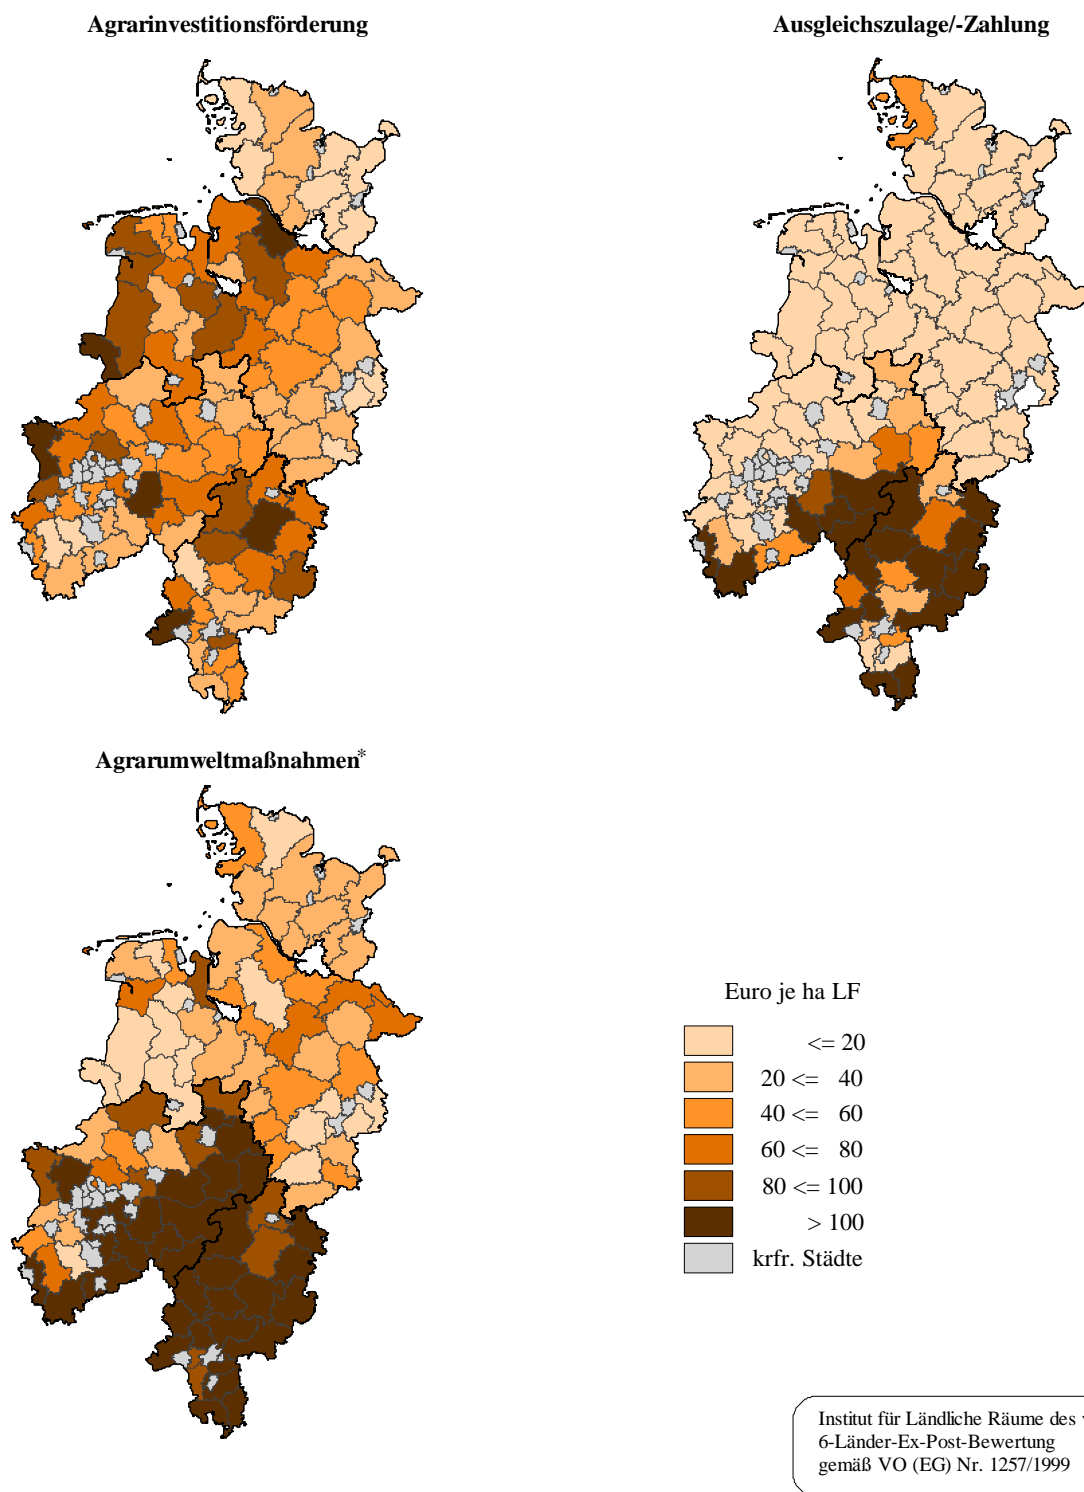 Agrarinvestitionsförderung
Ausgleichszulage/-Zahlung
Agrarumweltmaßnahmen*
Euro je ha LF
<= 20
20 <= 40
40 <= 60
60 <= 80
80 <= 100
> 100
krfr. Städte
Institut für Ländliche Räume des
6-Länder-Ex-Post-Bewertung
gemäß VO (EG) Nr. 1257/1999